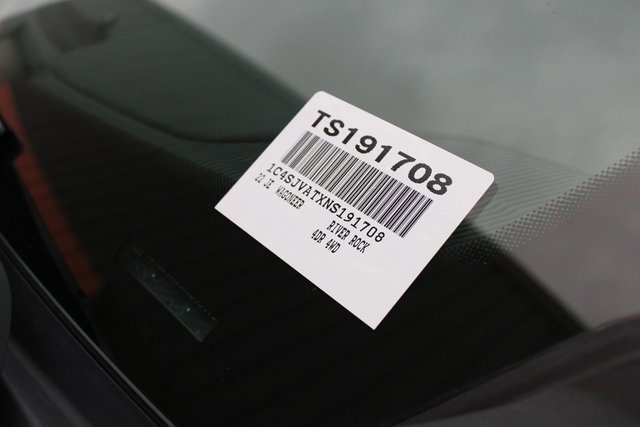 TS191708
1C4SJVATXNS191708
22 JE WAGONEER RIVER ROCK
4DR 4WD